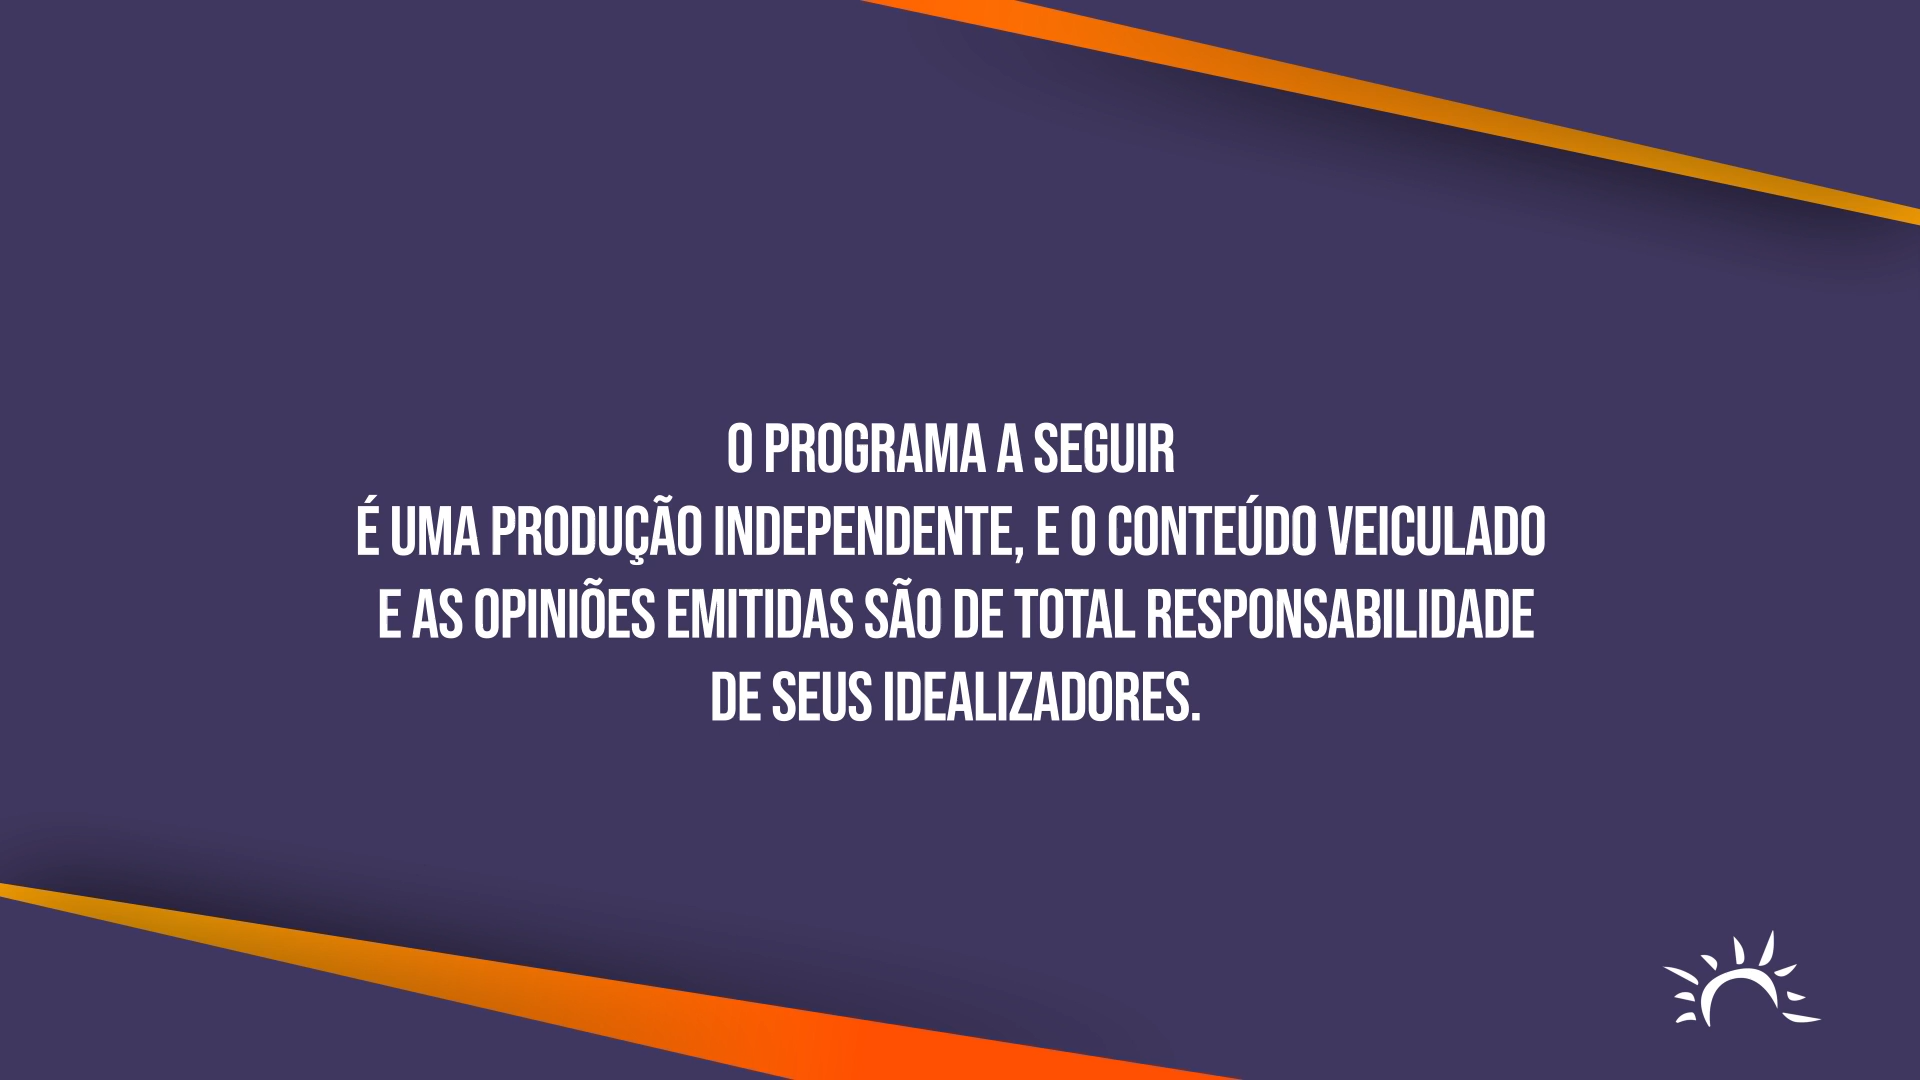 O PROGRAMA A SEGUIR
É UMA PRODUÇÃO INDEPENDENTE, E O CONTEÚDO VEICULADO
E AS OPINIÕES EMITIDAS SÃO DE TOTAL RESPONSABILIDADE
DE SEUS IDEALIZADORES.